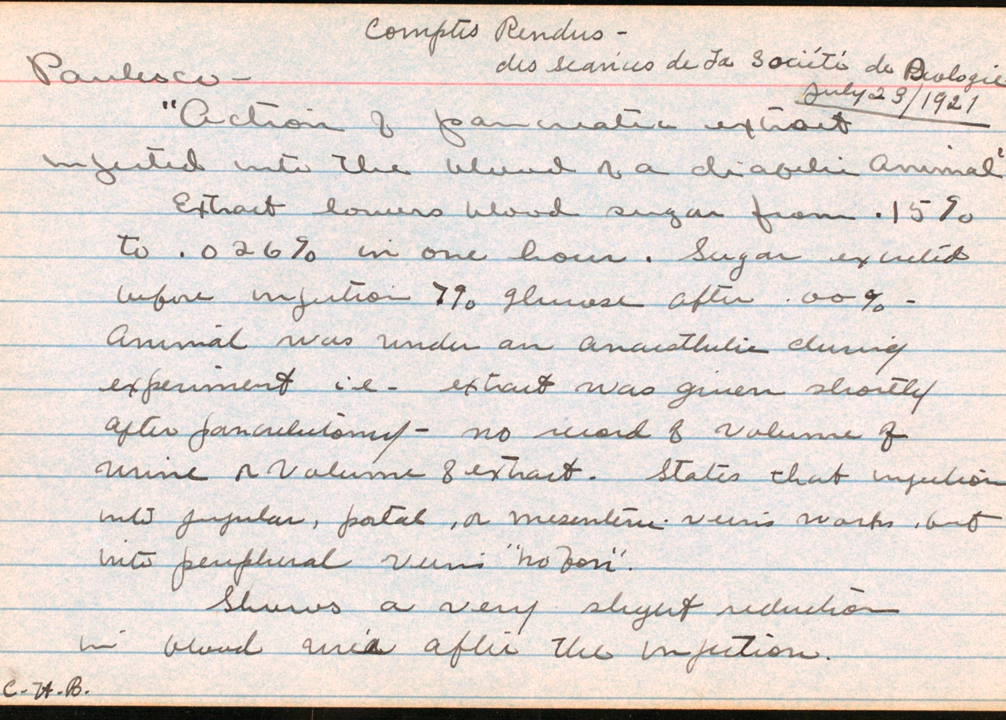 Comptes Rendus -
des Seances de La Société de Biologie
Paulesco -
July 23/1921
"Action of pancreatic extract
injected into the blood of a diabetic animal"
Extract lowers blood sugar from .15%
to .026% in one hour. Sugar excreted
before injection 7% glucose after .00% -
Animal was under an anaesthetic during
experiment i.e. - extract was given shortly
after pancreatectomy - no record of volume of
urine or volume of extract. States that injection
into jugular, portal, or mesenteric veins works, but
into peripheral veins "no bon".
Shows a very slight reduction
in blood urea after the injection.
C.H.B.